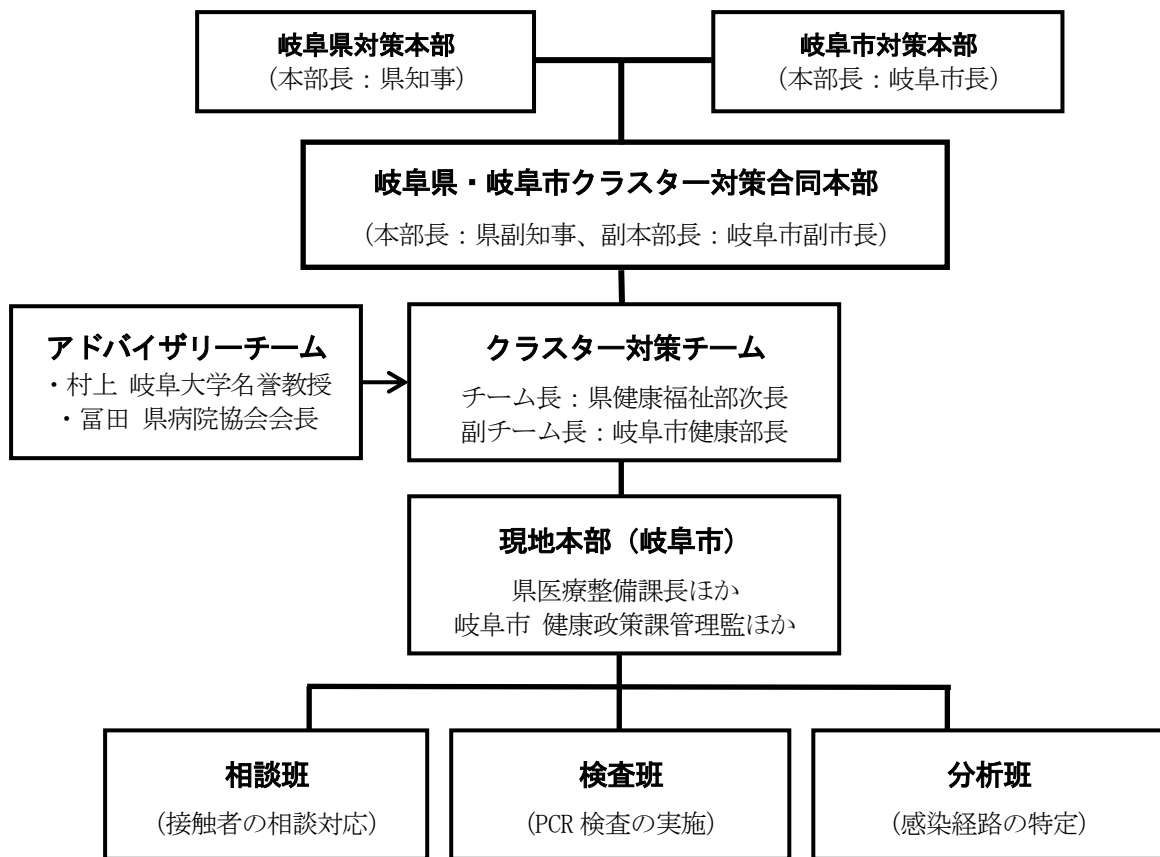 岐阜県対策本部
(本部長：県知事)
岐阜市対策本部
(本部長：岐阜市長)
岐阜県・岐阜市クラスター対策合同本部
(本部長：県副知事、副本部長：岐阜市副市長)
アドバイザリーチーム
・村上 岐阜大学名誉教授
・冨田 県病院協会会長
クラスター対策チーム
チーム長：県健康福祉部次長
副チーム長：岐阜市健康部長
現地本部（岐阜市）
県医療整備課長ほか
岐阜市 健康政策課管理監ほか
相談班
(接触者の相談対応)
検査班
(PCR 検査の実施)
分析班
(感染経路の特定)